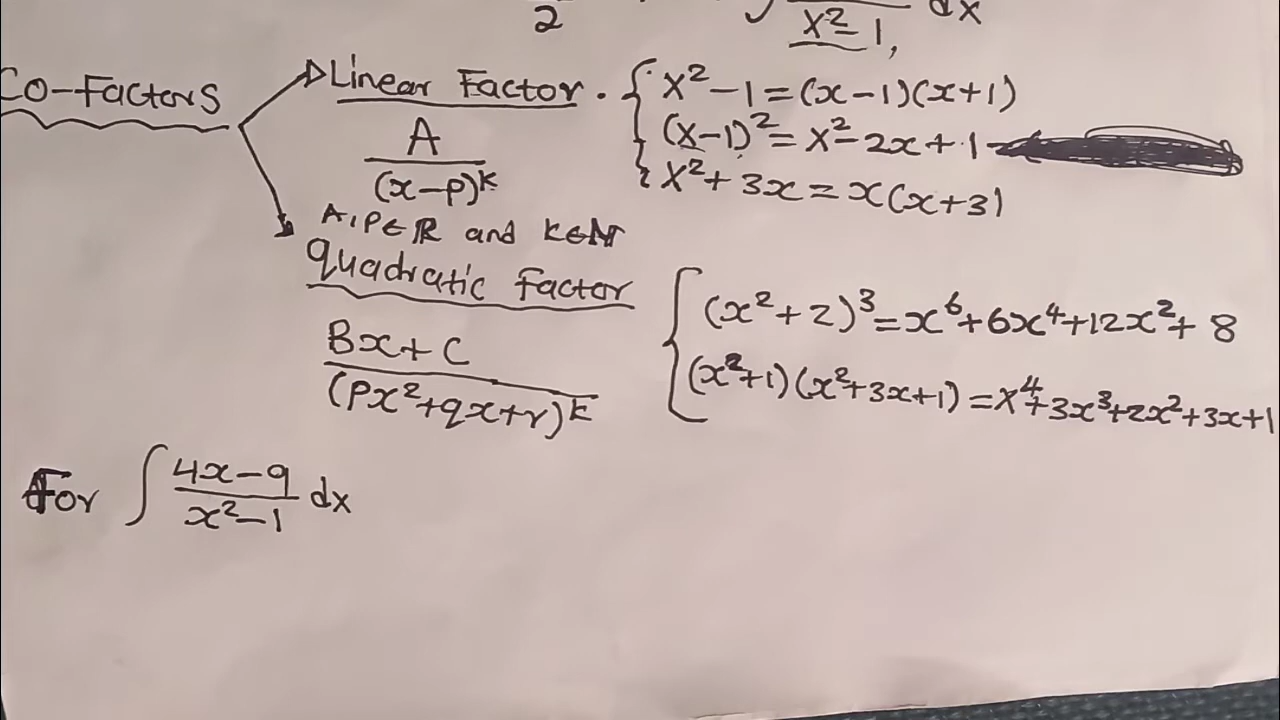 2 ∫ x²-1, dx
Co-Factors
Linear Factor . { x² - 1 = (x-1)(x+1)
(x-1)² = x² - 2x + 1
x² + 3x = x(x+3)
A/(x-p)^k
A,P∈ℝ and k∈ℕ
Quadratic Factor
Bx + C/(Px²+qx+r)^k
{ (x²+2)³ = x⁶+6x⁴+12x²+ 8
(x²+1)(x²+3x+1) = x⁴+3x³+2x²+3x+1
For ∫ 4x-9/x²-1 dx